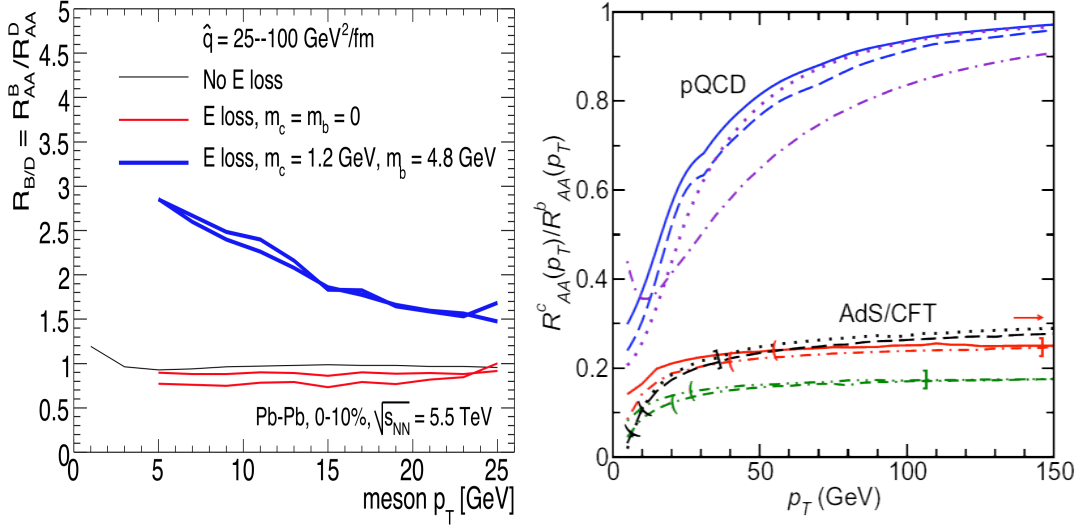 R_B/D = R_AA^B/R_AA^D
5
4.5
4
3.5
3
2.5
2
1.5
1
0.5
0
q̂ = 25--100 GeV²/fm
No E loss
E loss, m_c = m_b = 0
E loss, m_c = 1.2 GeV, m_b = 4.8 GeV
Pb-Pb, 0-10%, √s_NN = 5.5 TeV
0 5 10 15 20 25
meson p_T [GeV]
R^c_AA(p_T)/R^b_AA(p_T)
1
0.8
0.6
0.4
0.2
0
pQCD
AdS/CFT
0 50 100 150
p_T (GeV)